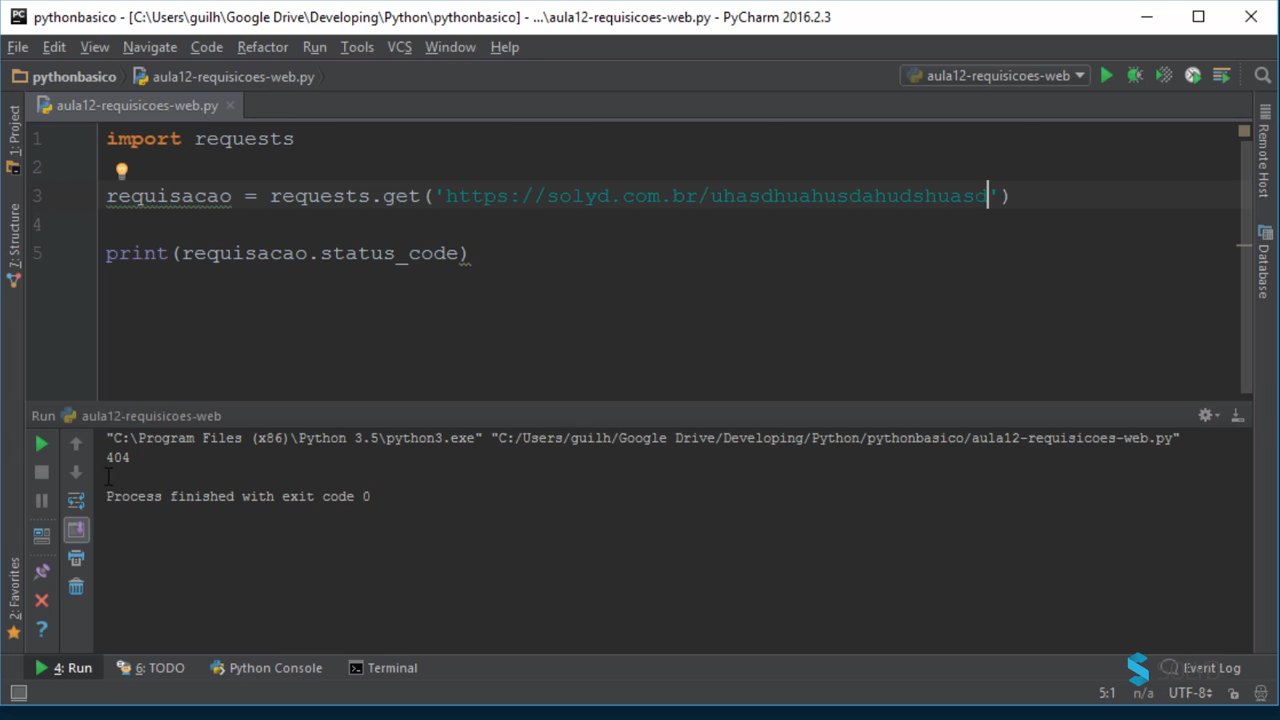 pythonbasico - [C:\Users\guilh\Google Drive\Developing\Python\pythonbasico] - ...\aula12-requisicoes-web.py - PyCharm 2016.2.3
File Edit View Navigate Code Refactor Run Tools VCS Window Help
pythonbasico aula12-requisicoes-web.py aula12-requisicoes-web
aula12-requisicoes-web.py
1: Project
7: Structure
2: Favorites
Remote Host
Database
1 import requests
2
3 requisacao = requests.get('https://solyd.com.br/uhasdhuahusdahudshuasd')
4
5 print(requisacao.status_code)
Run aula12-requisicoes-web
"C:\Program Files (x86)\Python 3.5\python3.exe" "C:/Users/guilh/Google Drive/Developing/Python/pythonbasico/aula12-requisicoes-web.py"
404
Process finished with exit code 0
4: Run 6: TODO Python Console Terminal Event Log
5:1 n/a UTF-8